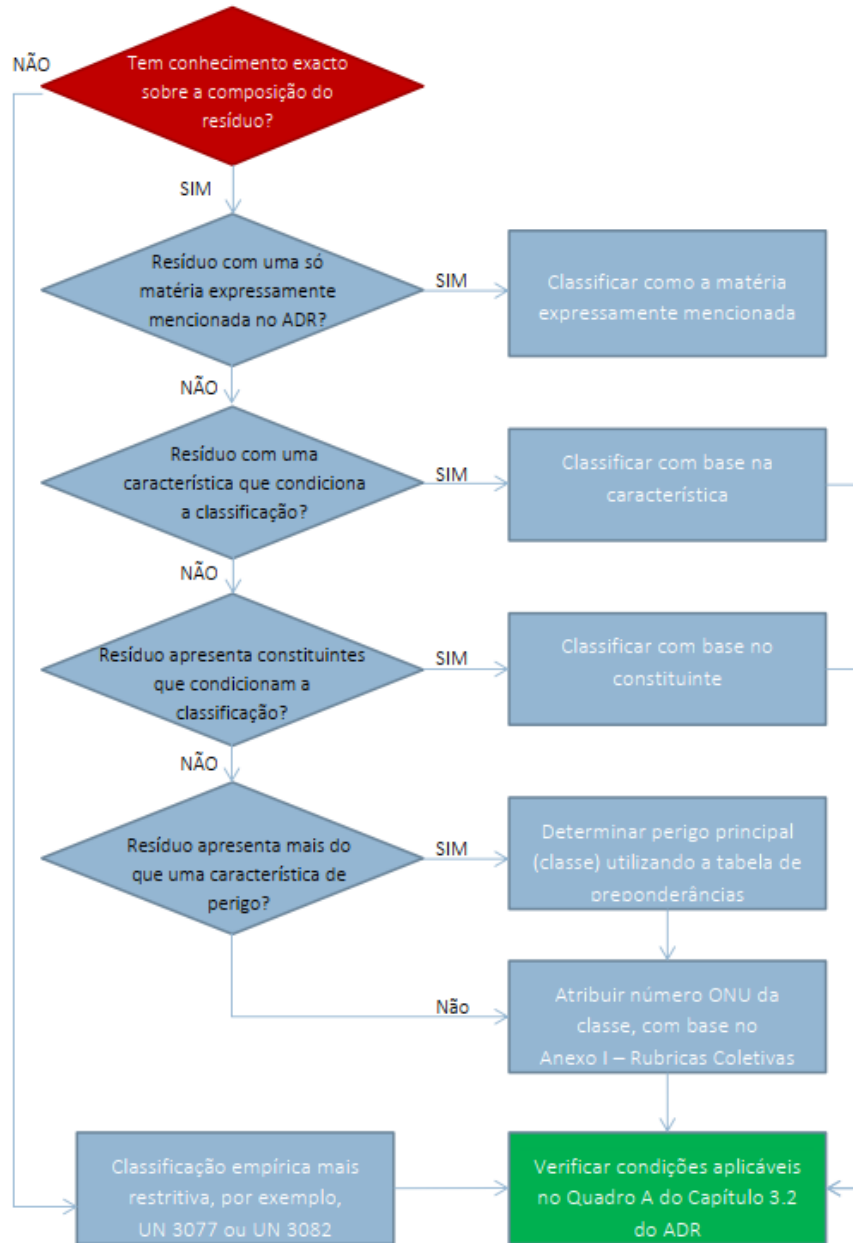 NÃO
Tem conhecimento exacto
sobre a composição do
resíduo?
SIM
Resíduo com uma só
matéria expressamente
mencionada no ADR?
SIM
Classificar como a matéria
expressamente mencionada
NÃO
Resíduo com uma
característica que condiciona
a classificação?
SIM
Classificar com base na
característica
NÃO
Resíduo apresenta constituintes
que condicionam a
classificação?
SIM
Classificar com base no
constituinte
NÃO
Resíduo apresenta mais do
que uma característica de
perigo?
SIM
Determinar perigo principal
(classe) utilizando a tabela de
preponderâncias
Não
Atribuir número ONU da
classe, com base no
Anexo I – Rubricas Coletivas
Classificação empírica mais
restritiva, por exemplo,
UN 3077 ou UN 3082
Verificar condições aplicáveis
no Quadro A do Capítulo 3.2
do ADR